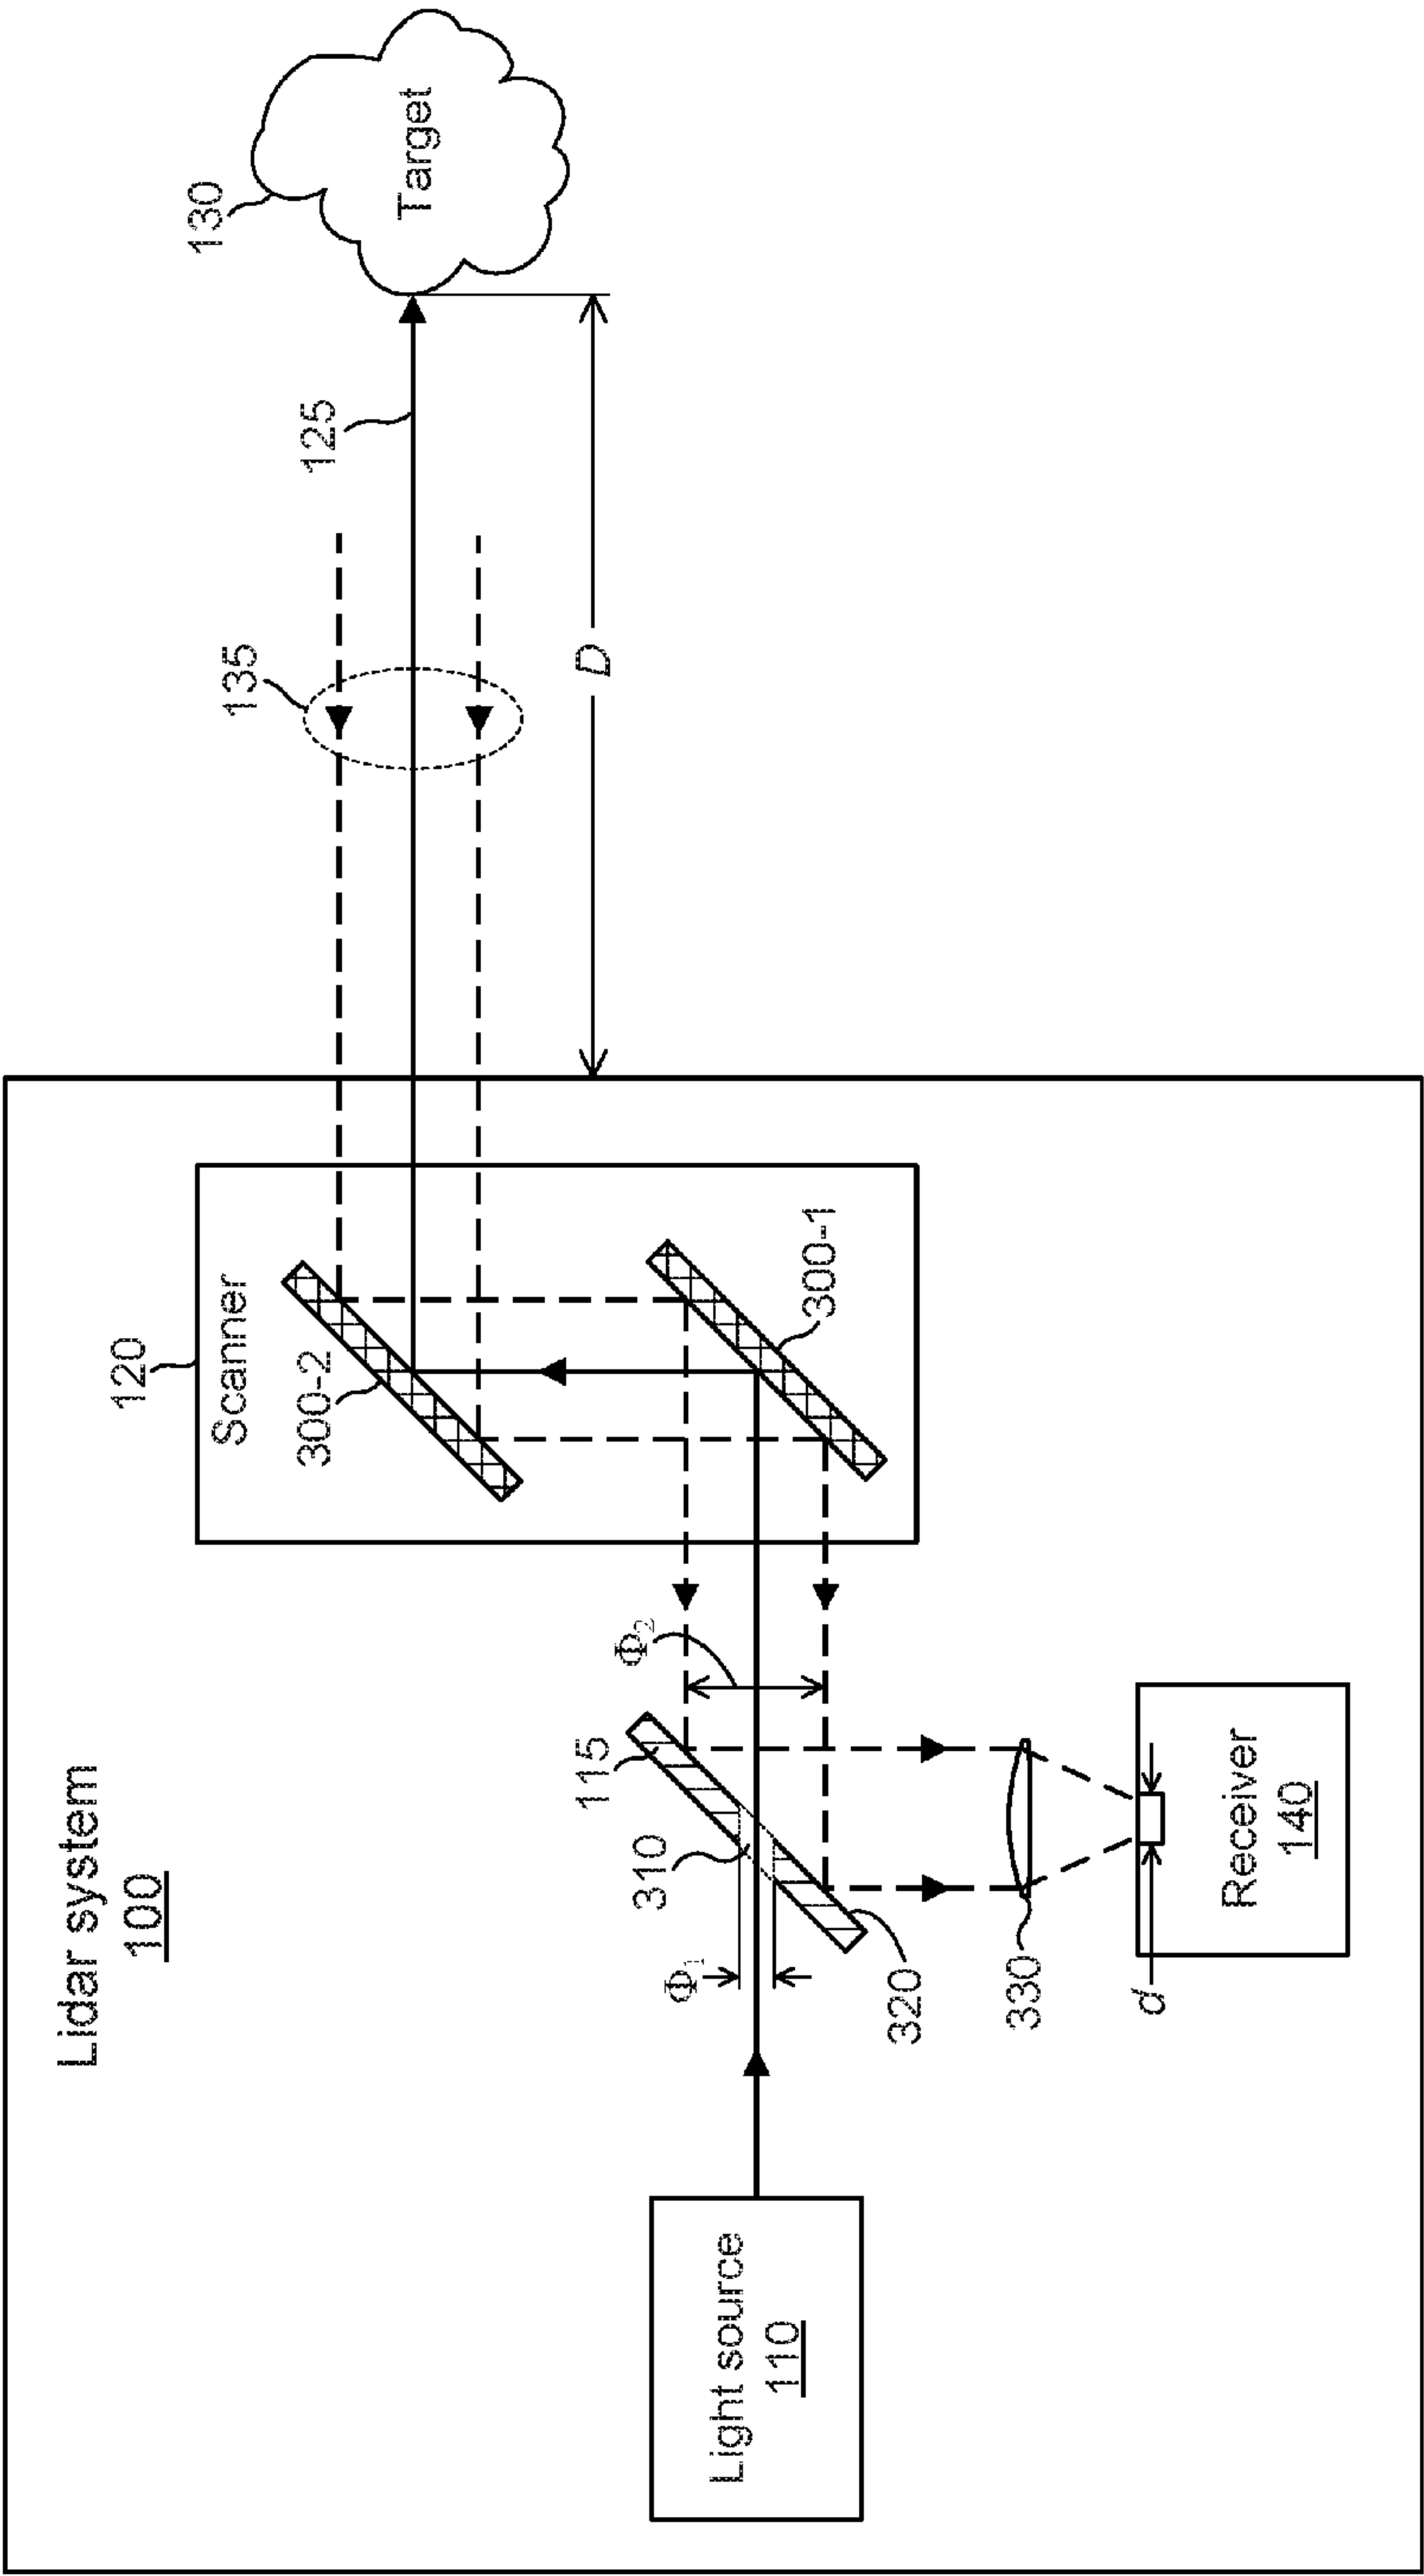 Lidar system
100
120
Scanner
130
135
125
Target
300-2
115
Φ2
310
300-1
D
Φ1
Light source
110
320
330
d
Receiver
140